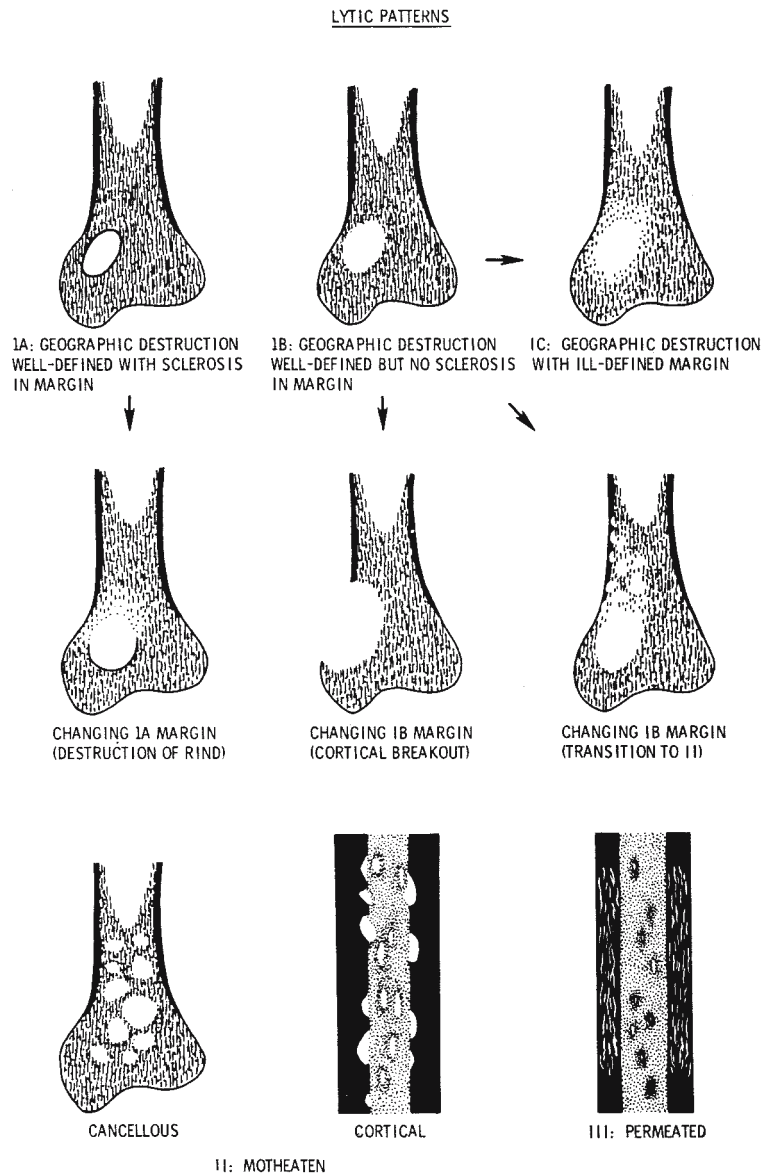 LYTIC PATTERNS
1A: GEOGRAPHIC DESTRUCTION
WELL-DEFINED WITH SCLEROSIS
IN MARGIN
1B: GEOGRAPHIC DESTRUCTION
WELL-DEFINED BUT NO SCLEROSIS
IN MARGIN
IC: GEOGRAPHIC DESTRUCTION
WITH ILL-DEFINED MARGIN
CHANGING 1A MARGIN
(DESTRUCTION OF RIND)
CHANGING 1B MARGIN
(CORTICAL BREAKOUT)
CHANGING 1B MARGIN
(TRANSITION TO II)
CANCELLOUS
CORTICAL
III: PERMEATED
II: MOTHEATEN